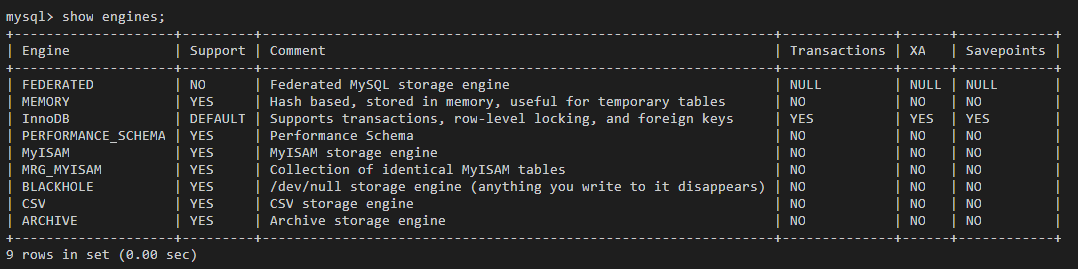 mysql> show engines;
+--------------------+---------+----------------------------------------------------------------+--------------+------+------------+
| Engine             | Support | Comment                                                        | Transactions | XA   | Savepoints |
+--------------------+---------+----------------------------------------------------------------+--------------+------+------------+
| FEDERATED          | NO      | Federated MySQL storage engine                                 | NULL         | NULL | NULL       |
| MEMORY             | YES     | Hash based, stored in memory, useful for temporary tables      | NO           | NO   | NO         |
| InnoDB             | DEFAULT | Supports transactions, row-level locking, and foreign keys     | YES          | YES  | YES        |
| PERFORMANCE_SCHEMA | YES     | Performance Schema                                             | NO           | NO   | NO         |
| MyISAM             | YES     | MyISAM storage engine                                          | NO           | NO   | NO         |
| MRG_MYISAM         | YES     | Collection of identical MyISAM tables                          | NO           | NO   | NO         |
| BLACKHOLE          | YES     | /dev/null storage engine (anything you write to it disappears) | NO           | NO   | NO         |
| CSV                | YES     | CSV storage engine                                             | NO           | NO   | NO         |
| ARCHIVE            | YES     | Archive storage engine                                         | NO           | NO   | NO         |
+--------------------+---------+----------------------------------------------------------------+--------------+------+------------+
9 rows in set (0.00 sec)